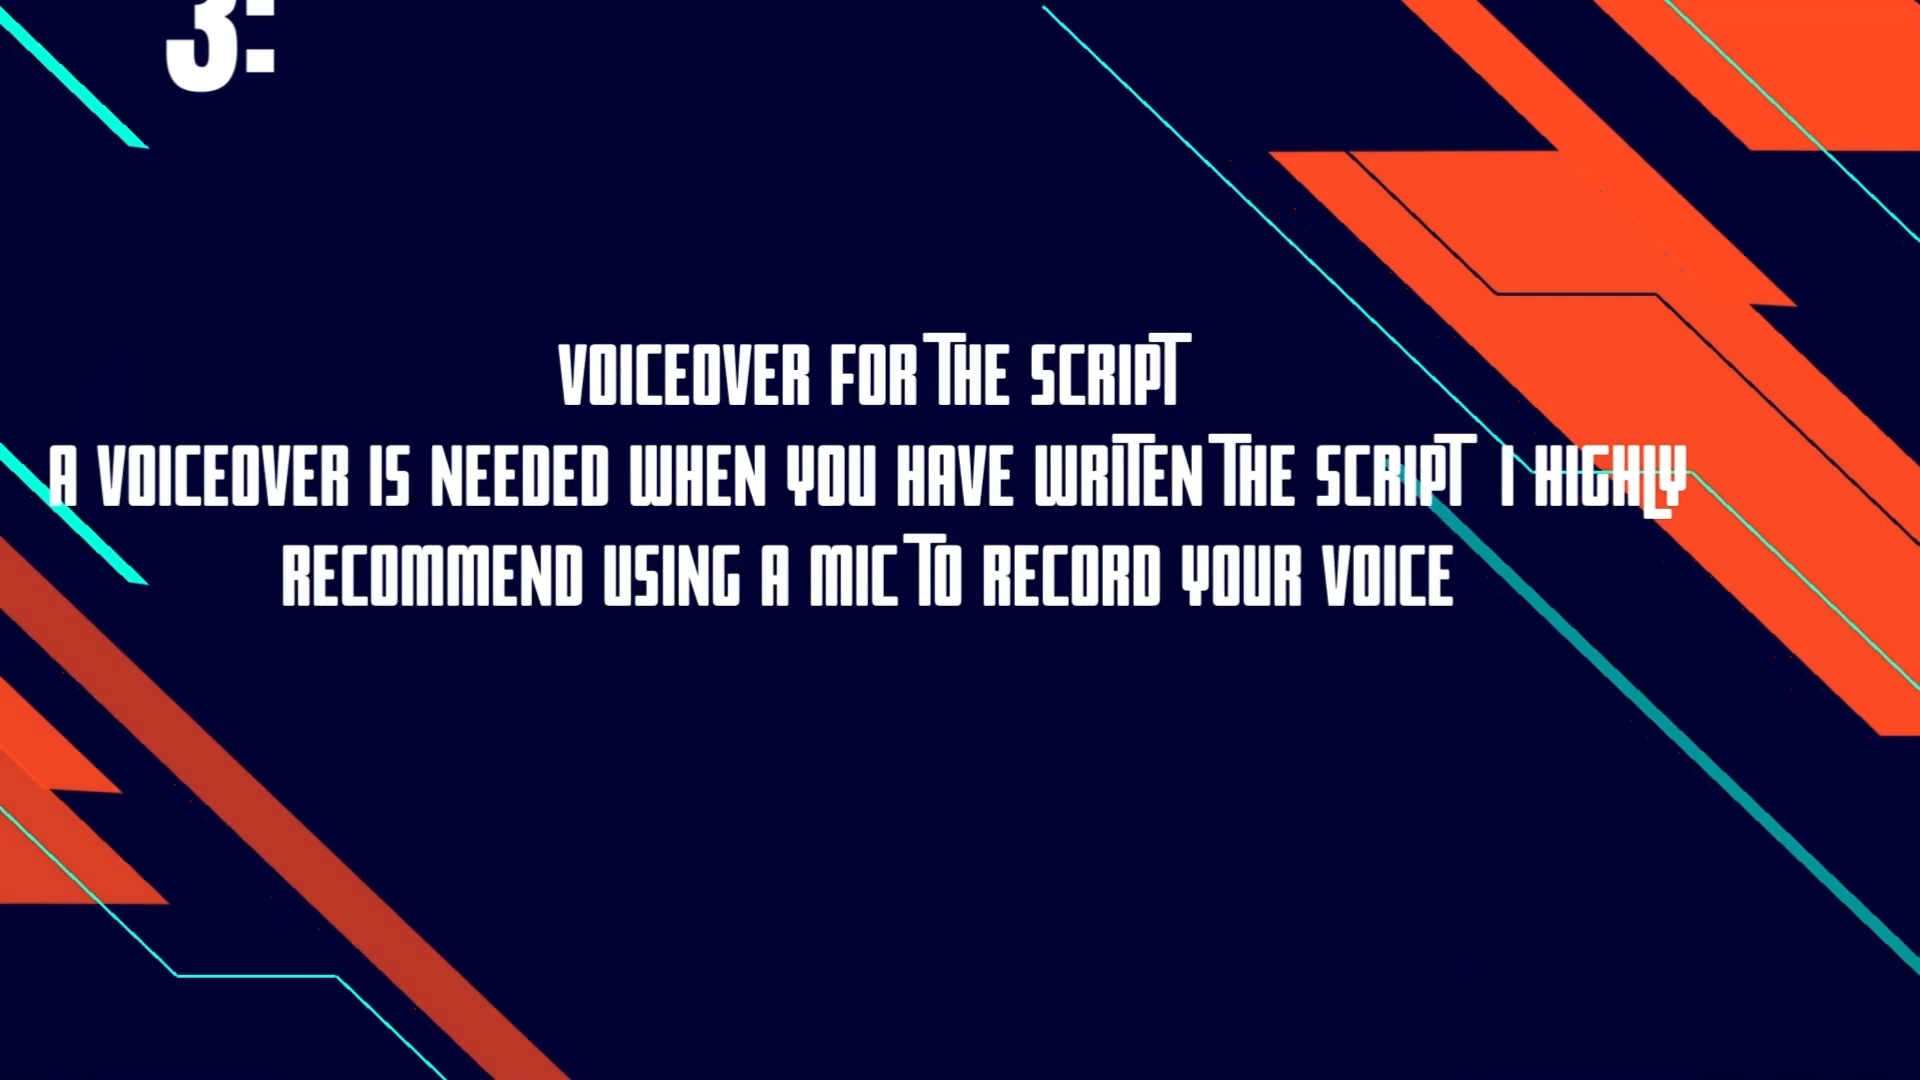 3:
VOICEOVER FOR THE SCRIPT
A VOICEOVER IS NEEDED WHEN YOU HAVE WRITTEN THE SCRIPT I HIGHLY
RECOMMEND USING A MIC TO RECORD YOUR VOICE